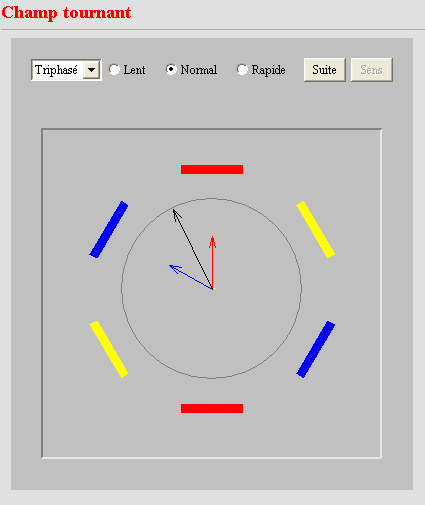 Champ tournant
Triphasé Lent Normal Rapide Suite Sens